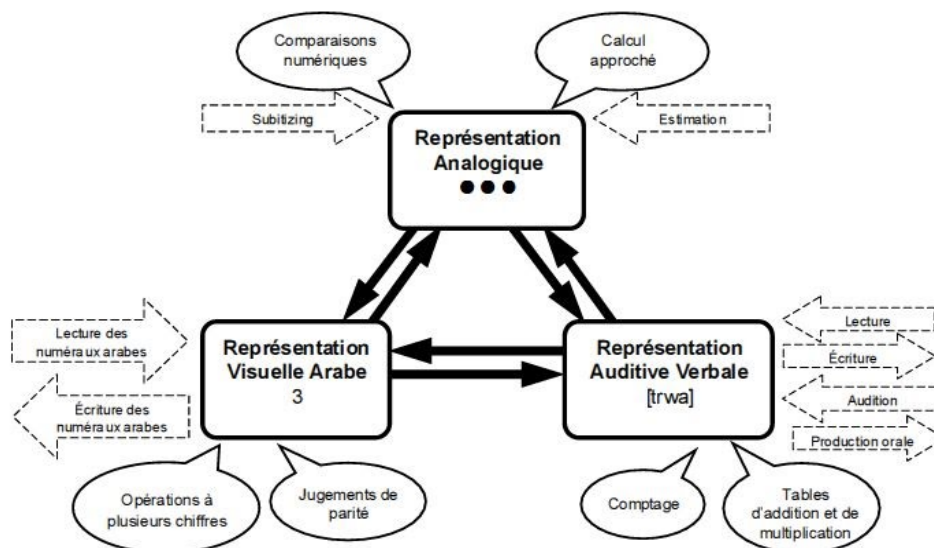 Comparaisons
numériques
Calcul
approché
Subitizing
Estimation
Représentation
Analogique
Lecture des
numéraux arabes
Écriture des
numéraux arabes
Représentation
Visuelle Arabe
3
Représentation
Auditive Verbale
[trwa]
Lecture
Écriture
Audition
Production orale
Opérations à
plusieurs chiffres
Jugements de
parité
Comptage
Tables
d'addition et de
multiplication